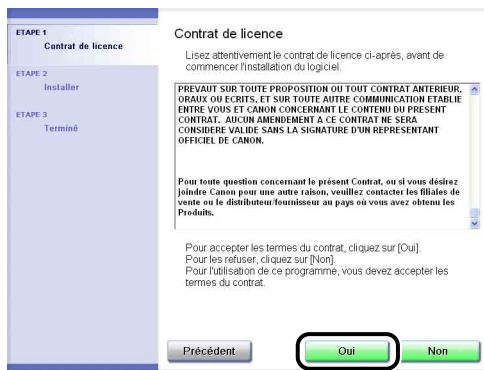 ETAPE 1
Contrat de licence
ETAPE 2
Installer
ETAPE 3
Terminé
Contrat de licence
Lisez attentivement le contrat de licence ci-après, avant de
commencer l'installation du logiciel.
PREVAUT SUR TOUTE PROPOSITION OU TOUT CONTRAT ANTERIEUR,
ORAUX OU ECRITS, ET SUR TOUTE AUTRE COMMUNICATION ETABLIE
ENTRE VOUS ET CANON CONCERNANT LE CONTENU DU PRESENT
CONTRAT. AUCUN AMENDEMENT A CE CONTRAT NE SERA
CONSIDERE VALIDE SANS LA SIGNATURE D'UN REPRESENTANT
OFFICIEL DE CANON.
Pour toute question concernant le présent Contrat, ou si vous désirez
joindre Canon pour une autre raison, veuillez contacter les filiales de
vente ou le distributeur/fournisseur au pays où vous avez obtenu les
Produits.
Pour accepter les termes du contrat, cliquez sur [Oui].
Pour les refuser, cliquez sur [Non].
Pour l'utilisation de ce programme, vous devez accepter les
termes du contrat.
Précédent
Oui
Non